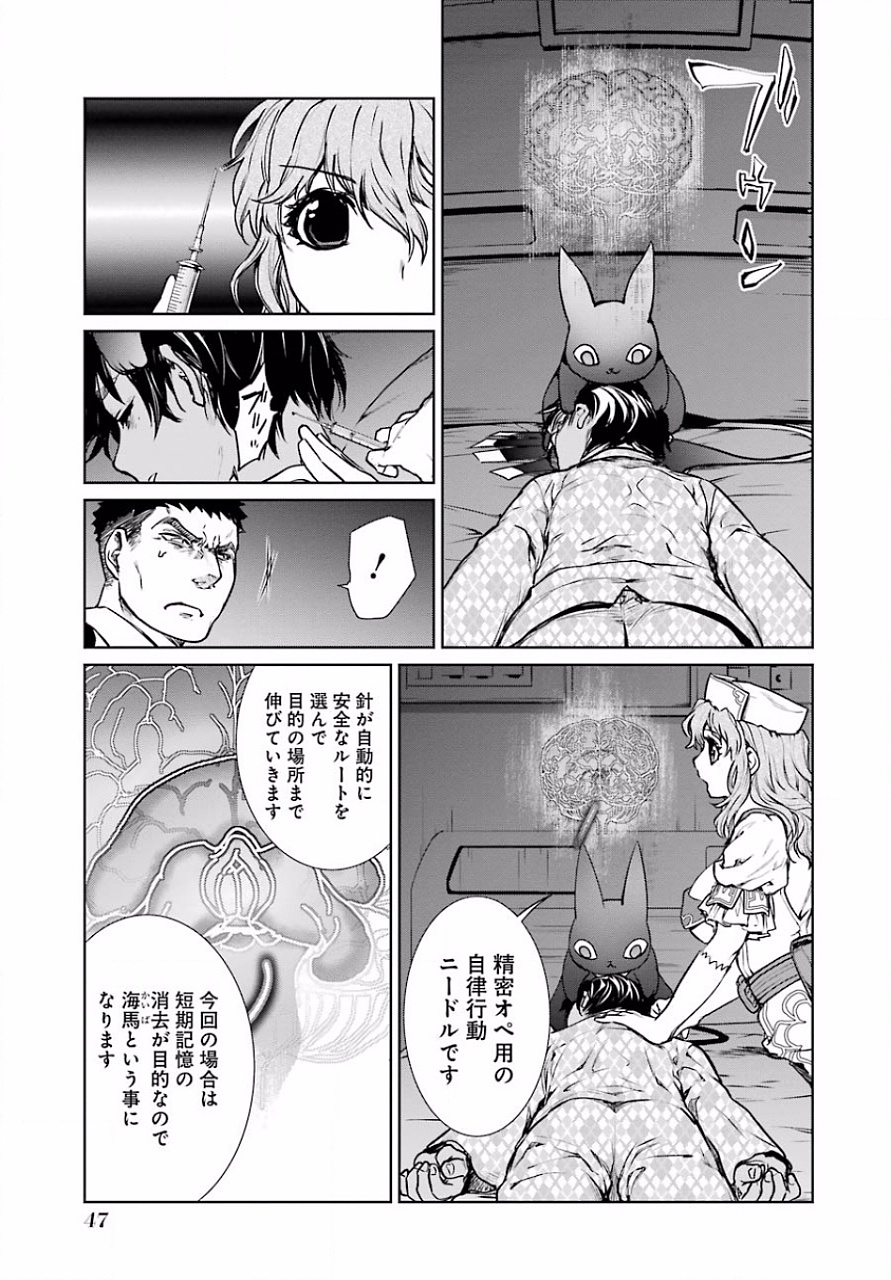 ブゥン
！
精密オペ用の
自律行動
ニードルです
針が自動的に
安全なルートを
選んで
目的の場所まで
伸びていきます
今回の場合は
短期記憶の
消去が目的なので
海馬という事に
かいば
なります
47